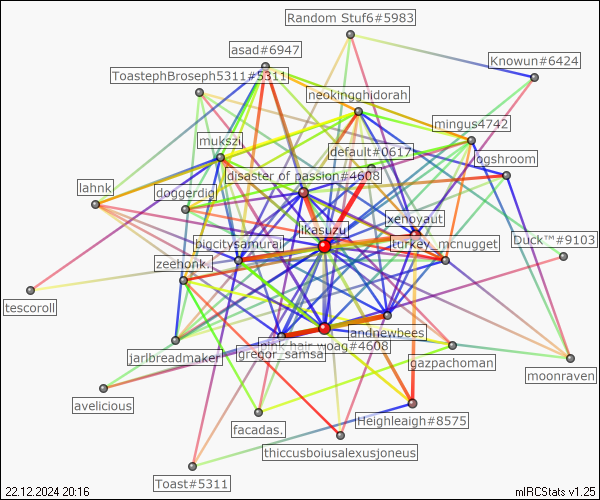 Random Stuf6#5983
asad#6947
Knowun#6424
ToastephBroseph5311#5311
neokingghidorah
mingus4742
mukszi
default#0617
ogshroom
disaster of passion#4608
lahnk
doggerdig
xenoyaut
likasuzu
bigcitysamurai
turkey_mcnugget
Duck™#9103
zeehonk.
tescoroll
andnewbees
pink hair woag#4608
jarlbreadmaker
gregor_samsa
gazpachoman
moonraven
avelicious
Heighleaigh#8575
facadas.
thiccusboiusalexusjoneus
Toast#5311
22.12.2024 20:16
mIRCStats v1.25